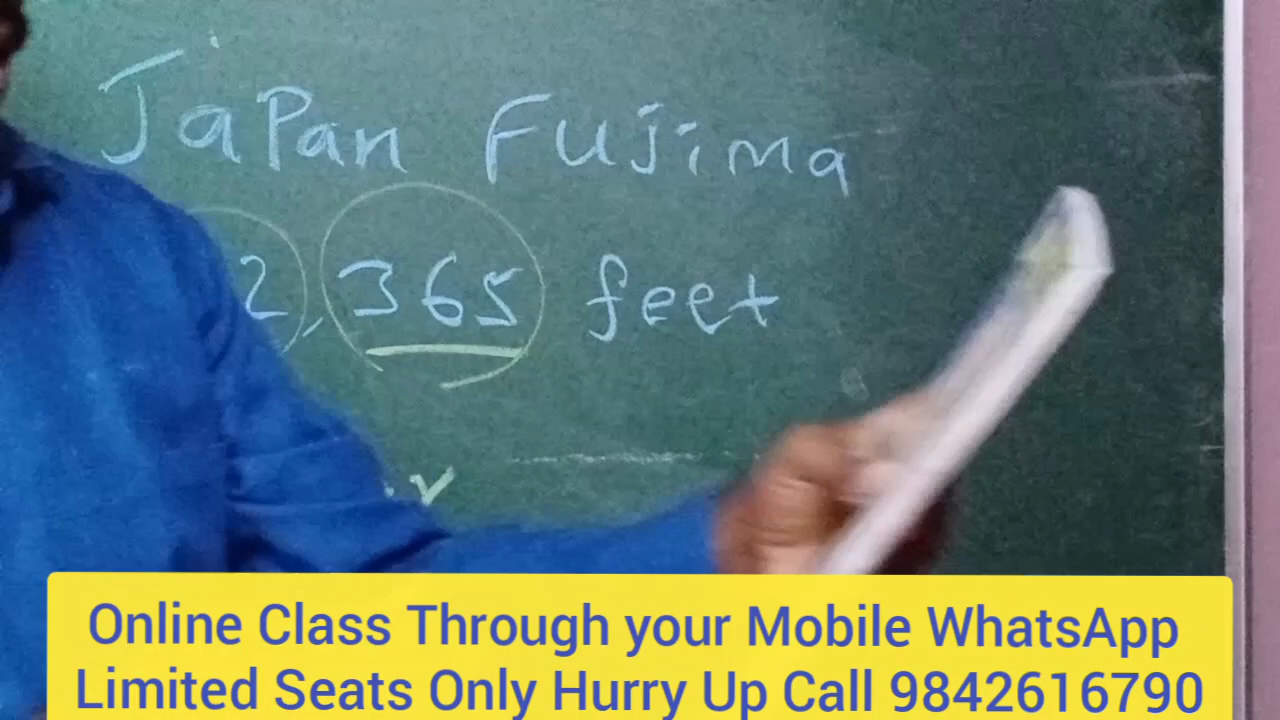 Japan Fujima
2,365 feet
Online Class Through your Mobile WhatsApp
Limited Seats Only Hurry Up Call 9842616790